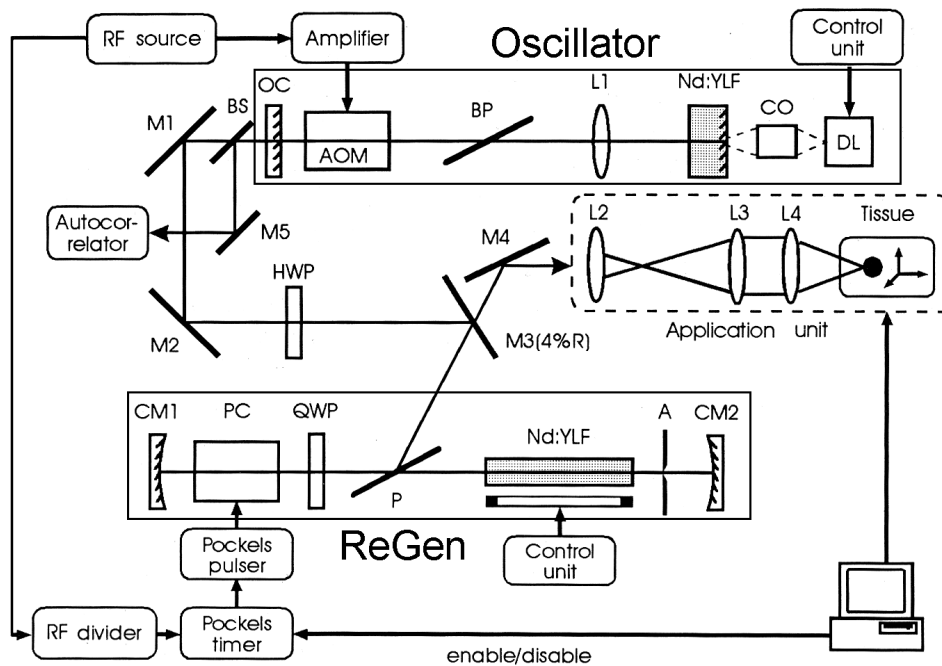 RF source
Amplifier
Oscillator
Control
unit
OC
L1
Nd:YLF
CO
BS
BP
M1
AOM
DL
Autocor-
relator
M5
M4
L2
L3
L4
Tissue
HWP
M2
M3(4%R)
Application unit
CM1
PC
QWP
A
CM2
Nd:YLF
P
ReGen
Pockels
pulser
Control
unit
RF divider
Pockels
timer
enable/disable